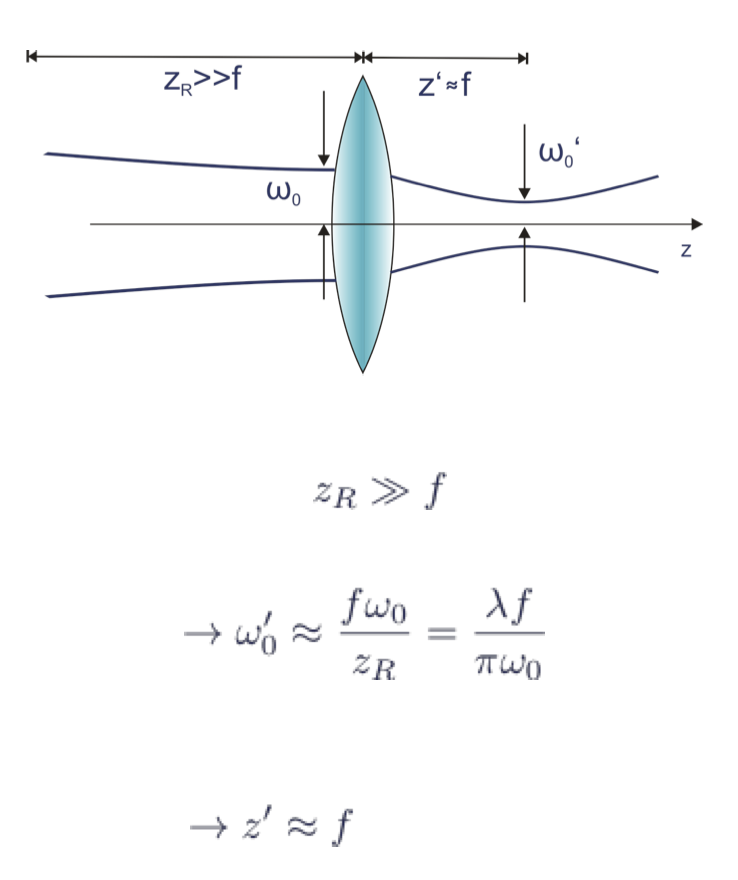 z_R>>f
z‘≈f
ω₀‘
ω₀
z
z_R ≫ f
→ ω₀′ ≈ fω₀/z_R = λf/πω₀
→ z′ ≈ f